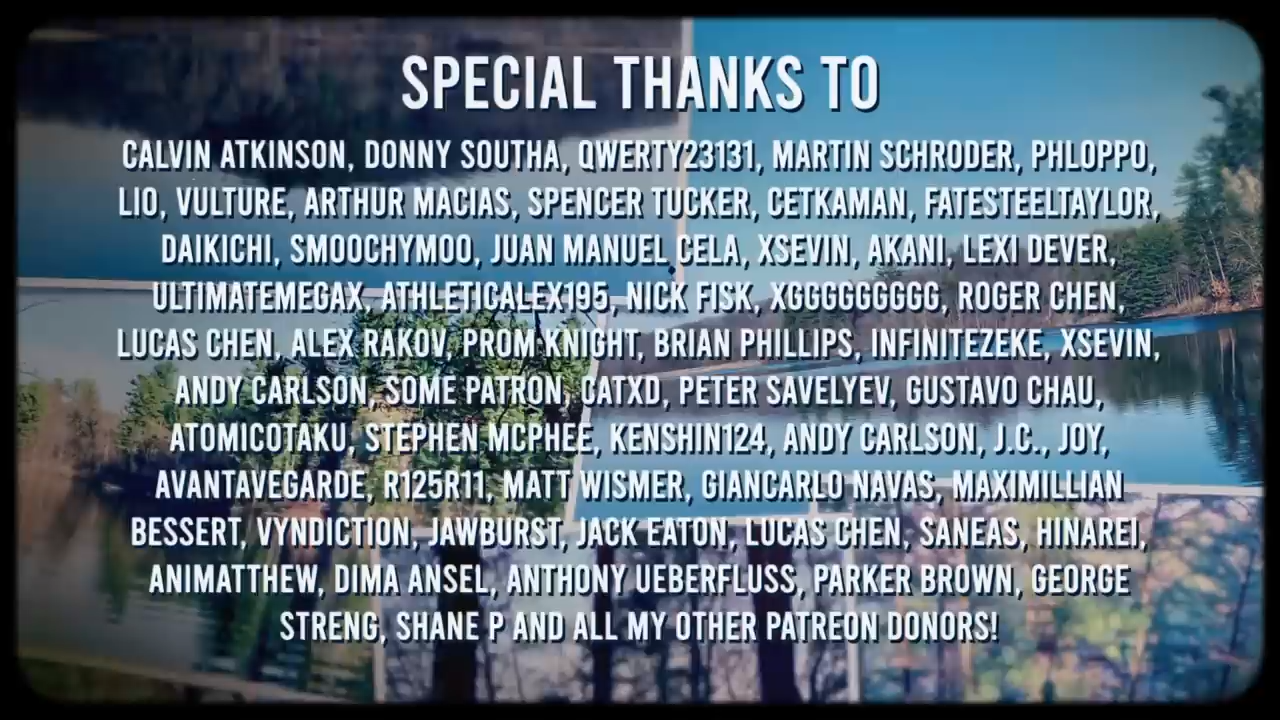 SPECIAL THANKS TO
CALVIN ATKINSON, DONNY SOUTHA, QWERTY23131, MARTIN SCHRODER, PHLOPPO,
LIO, VULTURE, ARTHUR MACIAS, SPENCER TUCKER, CETKAMAN, FATESTEELTAYLOR,
DAIKICHI, SMOOCHYMOO, JUAN MANUEL CELA, XSEVIN, AKANI, LEXI DEVER,
ULTIMATEMEGAX, ATHLETICALEX195, NICK FISK, XGGGGGGGGG, ROGER CHEN,
LUCAS CHEN, ALEX RAKOV, PROM KNIGHT, BRIAN PHILLIPS, INFINITEZEKE, XSEVIN,
ANDY CARLSON, SOME PATRON, CATXD, PETER SAVELYEV, GUSTAVO CHAU,
ATOMICOTAKU, STEPHEN MCPHEE, KENSHIN124, ANDY CARLSON, J.C., JOY,
AVANTAVEGARDE, R125R11, MATT WISMER, GIANCARLO NAVAS, MAXIMILLIAN
BESSERT, VYNDICTION, JAWBURST, JACK EATON, LUCAS CHEN, SANEAS, HINAREI,
ANIMATTHEW, DIMA ANSEL, ANTHONY UEBERFLUSS, PARKER BROWN, GEORGE
STRENG, SHANE P AND ALL MY OTHER PATREON DONORS!